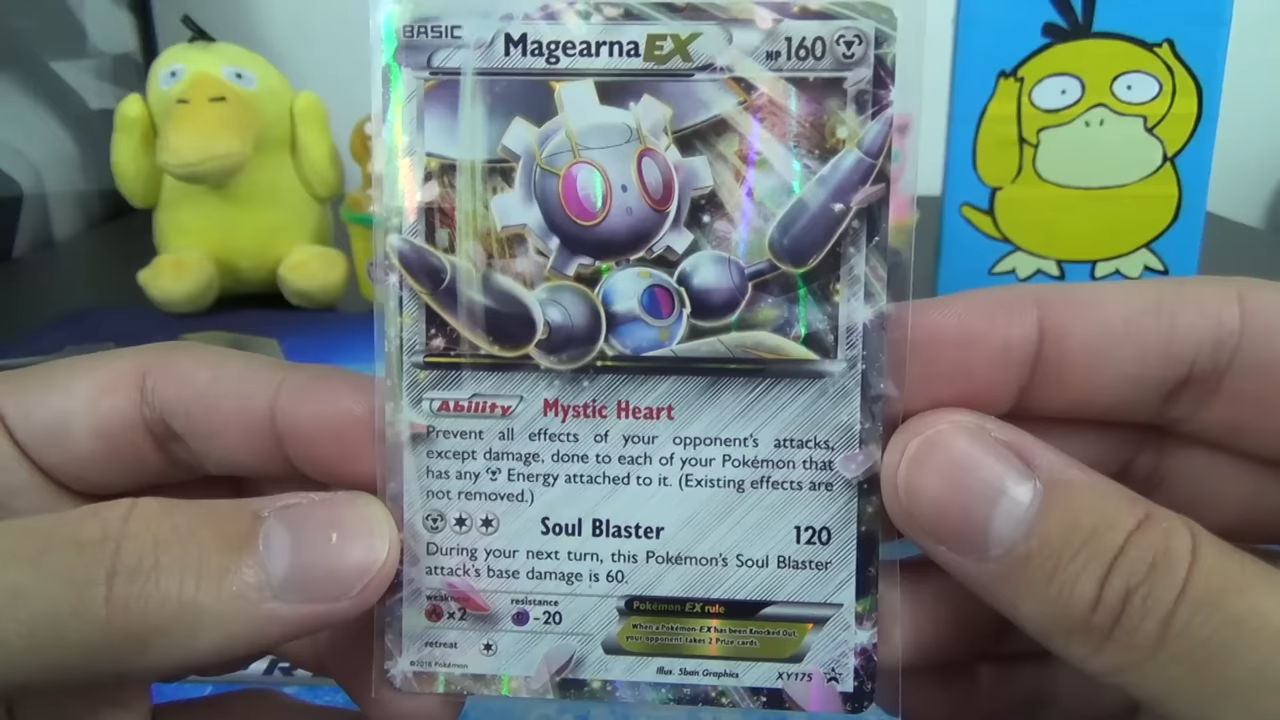 BASIC MagearnaEX HP160
Ability Mystic Heart
Prevent all effects of your opponent's attacks,
except damage, done to each of your Pokémon that
has any Energy attached to it. (Existing effects are
not removed.)
Soul Blaster 120
During your next turn, this Pokémon's Soul Blaster
attack's base damage is 60.
weakness resistance
×2 -20
Pokémon-EX rule
When a Pokémon-EX has been Knocked Out,
your opponent takes 2 Prize cards.
retreat
©2016 Pokémon
Illus. 5ban Graphics XY175